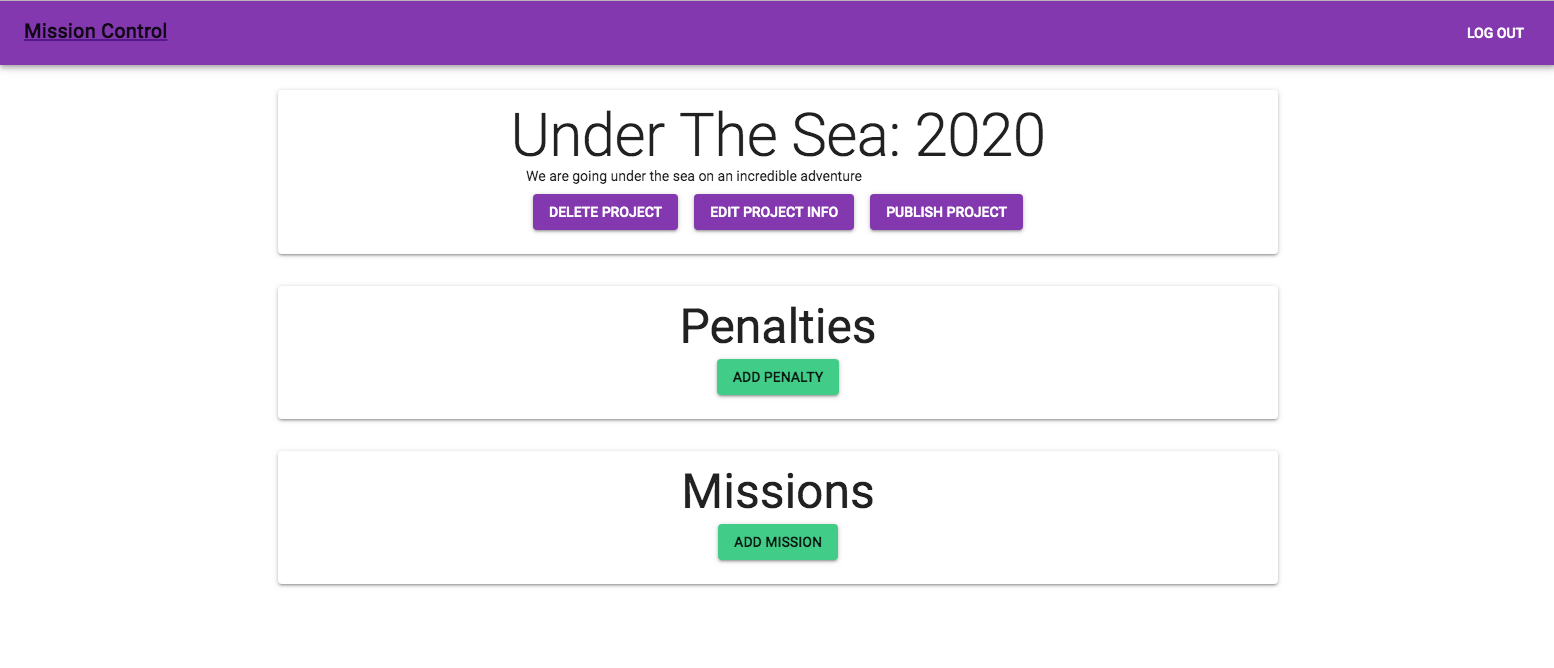 Mission Control
LOG OUT
Under The Sea: 2020
We are going under the sea on an incredible adventure
DELETE PROJECT
EDIT PROJECT INFO
PUBLISH PROJECT
Penalties
ADD PENALTY
Missions
ADD MISSION